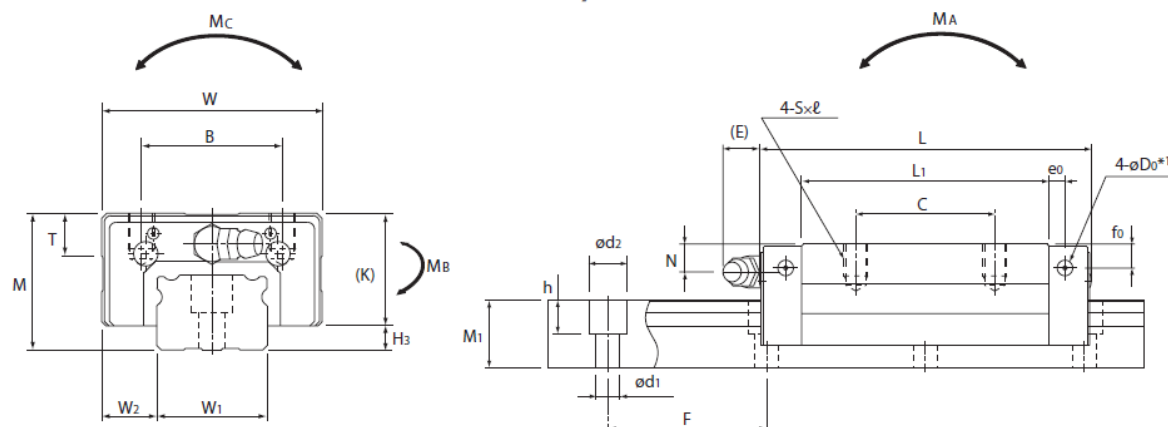 MC
W
B
T
M
(K)
MB
H3
W2
W1
MA
4-S×ℓ
(E)
L
L1
e0
4-øD0*1
C
f0
N
ød2
h
M1
ød1
F